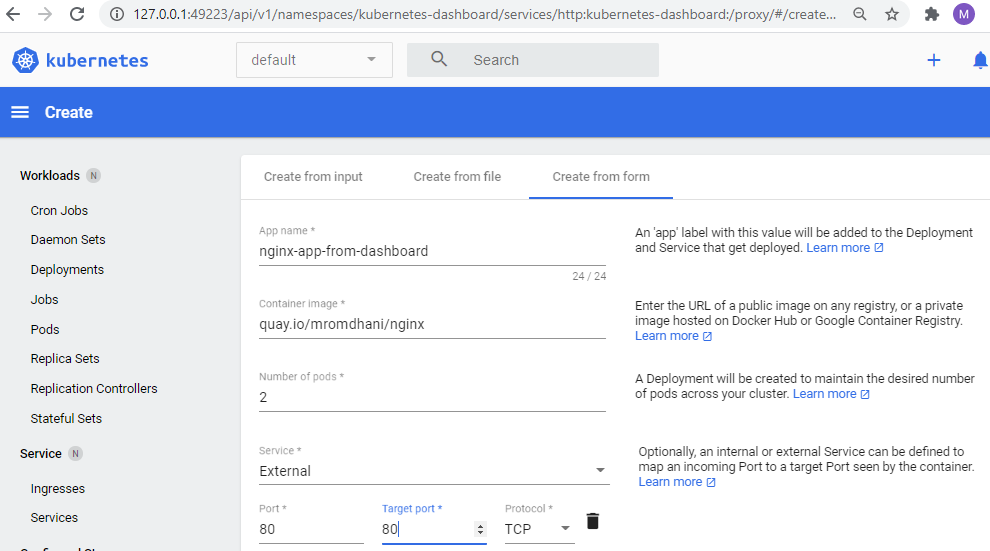 127.0.0.1:49223/api/v1/namespaces/kubernetes-dashboard/services/http:kubernetes-dashboard:/proxy/#/create...
M
kubernetes
default
Search
Create
Workloads N
Cron Jobs
Daemon Sets
Deployments
Jobs
Pods
Replica Sets
Replication Controllers
Stateful Sets
Service N
Ingresses
Services
Create from input
Create from file
Create from form
App name *
nginx-app-from-dashboard
24 / 24
An 'app' label with this value will be added to the Deployment
and Service that get deployed. Learn more
Container image *
quay.io/mromdhani/nginx
Enter the URL of a public image on any registry, or a private
image hosted on Docker Hub or Google Container Registry.
Learn more
Number of pods *
2
A Deployment will be created to maintain the desired number
of pods across your cluster. Learn more
Service *
External
Optionally, an internal or external Service can be defined to
map an incoming Port to a target Port seen by the container.
Learn more
Port *
80
Target port *
80
Protocol *
TCP